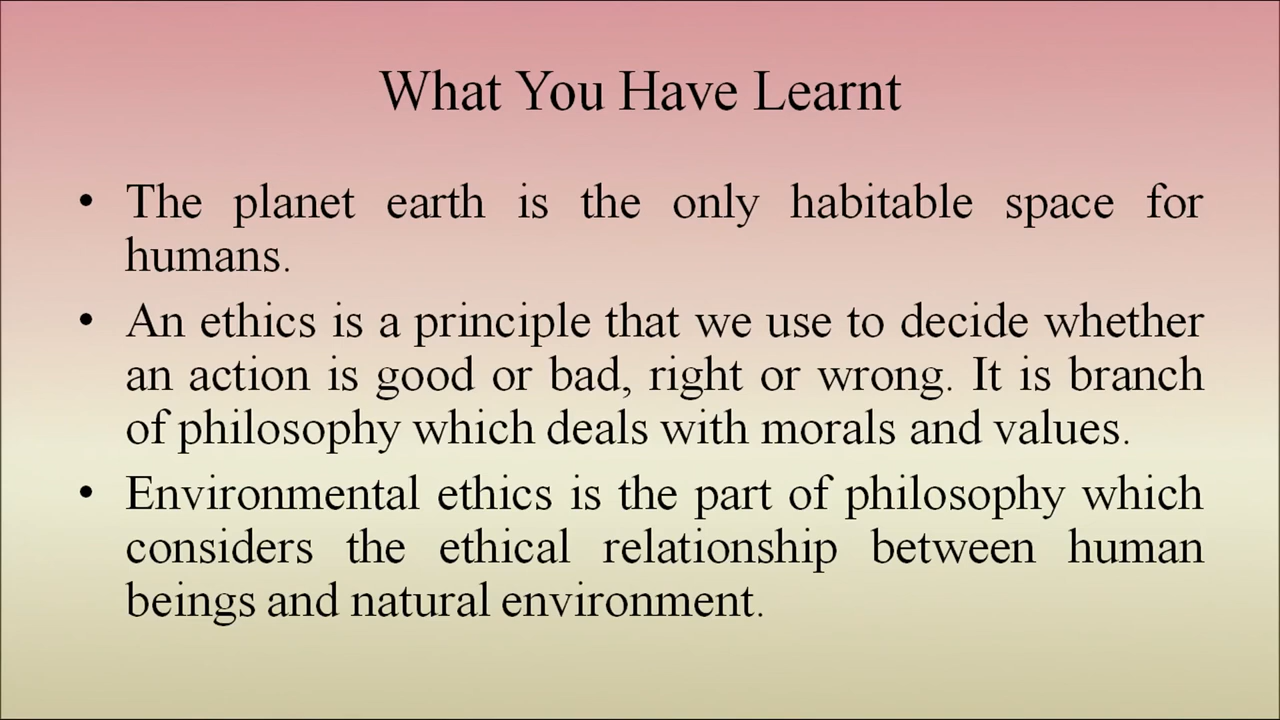 What You Have Learnt
• The planet earth is the only habitable space for
humans.
• An ethics is a principle that we use to decide whether
an action is good or bad, right or wrong. It is branch
of philosophy which deals with morals and values.
• Environmental ethics is the part of philosophy which
considers the ethical relationship between human
beings and natural environment.